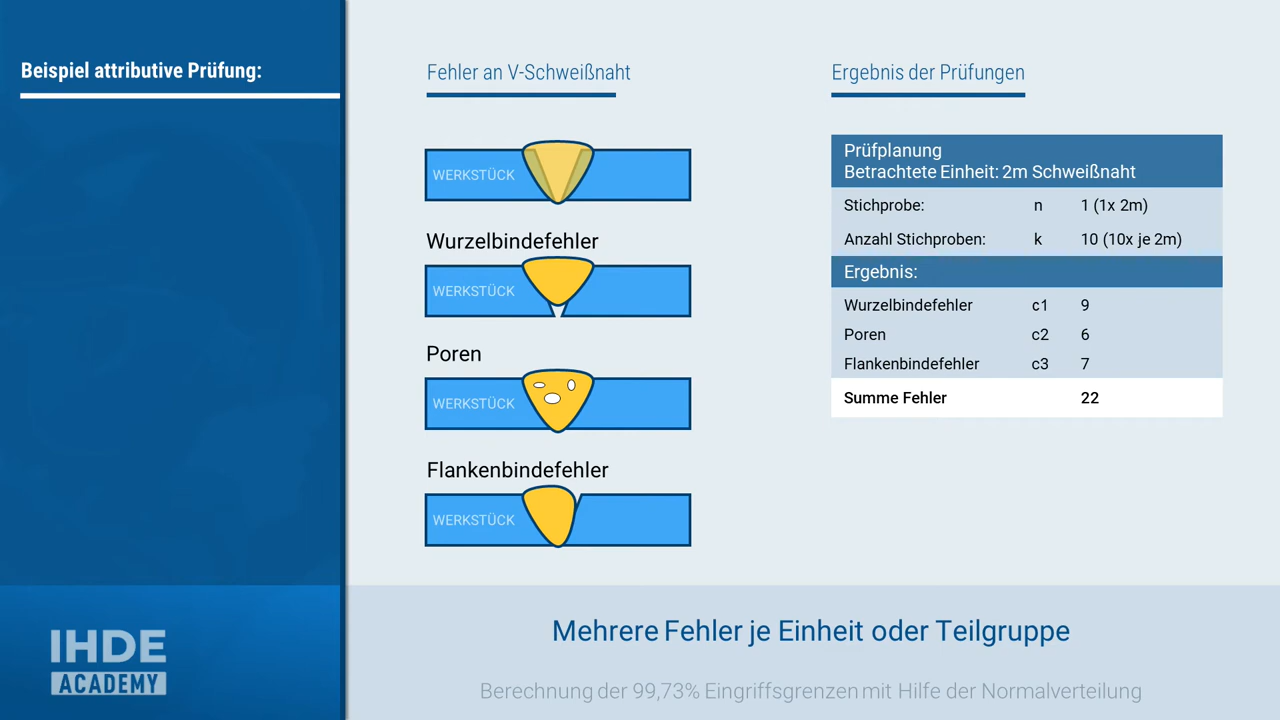 Beispiel attributive Prüfung:
Fehler an V-Schweißnaht
WERKSTÜCK
Wurzelbindefehler
WERKSTÜCK
Poren
WERKSTÜCK
Flankenbindefehler
WERKSTÜCK
Ergebnis der Prüfungen
Prüfplanung
Betrachtete Einheit: 2m Schweißnaht
Stichprobe: n 1 (1x 2m)
Anzahl Stichproben: k 10 (10x je 2m)
Ergebnis:
Wurzelbindefehler c1 9
Poren c2 6
Flankenbindefehler c3 7
Summe Fehler 22
Mehrere Fehler je Einheit oder Teilgruppe
Berechnung der 99,73% Eingriffsgrenzen mit Hilfe der Normalverteilung
IHDE
ACADEMY